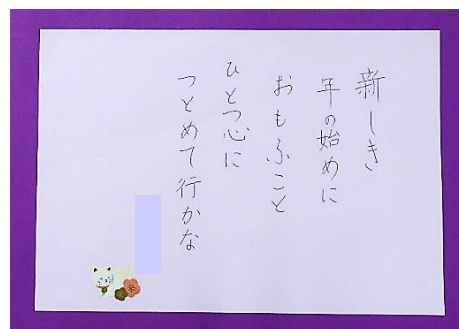 新しき
年の始めに
おもふこと
ひとつ心に
つとめて行かな